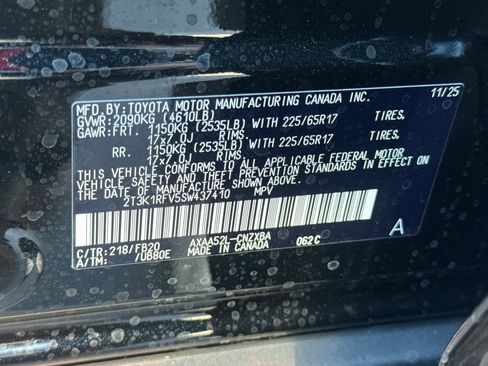 MFD. BY: TOYOTA MOTOR MANUFACTURING CANADA INC. 11/25
GVWR: 2090KG (4610LB)
GAWR: FRT. 1150KG (2535LB) WITH 225/65R17 TIRES,
17x7.0J RIMS,
RR. 1150KG (2535LB) WITH 225/65R17 TIRES,
17x7.0J RIMS,
THIS VEHICLE CONFORMS TO ALL APPLICABLE FEDERAL MOTOR
VEHICLE SAFETY AND THEFT PREVENTION STANDARDS IN EFFECT ON
THE DATE OF MANUFACTURE SHOWN ABOVE.
2T3K1RFV5SW437410 MPV
A
C/TR: 218/FB20 AXAA52L-CNZXBA 062C
A/TM: /UB80E MADE IN CANADA